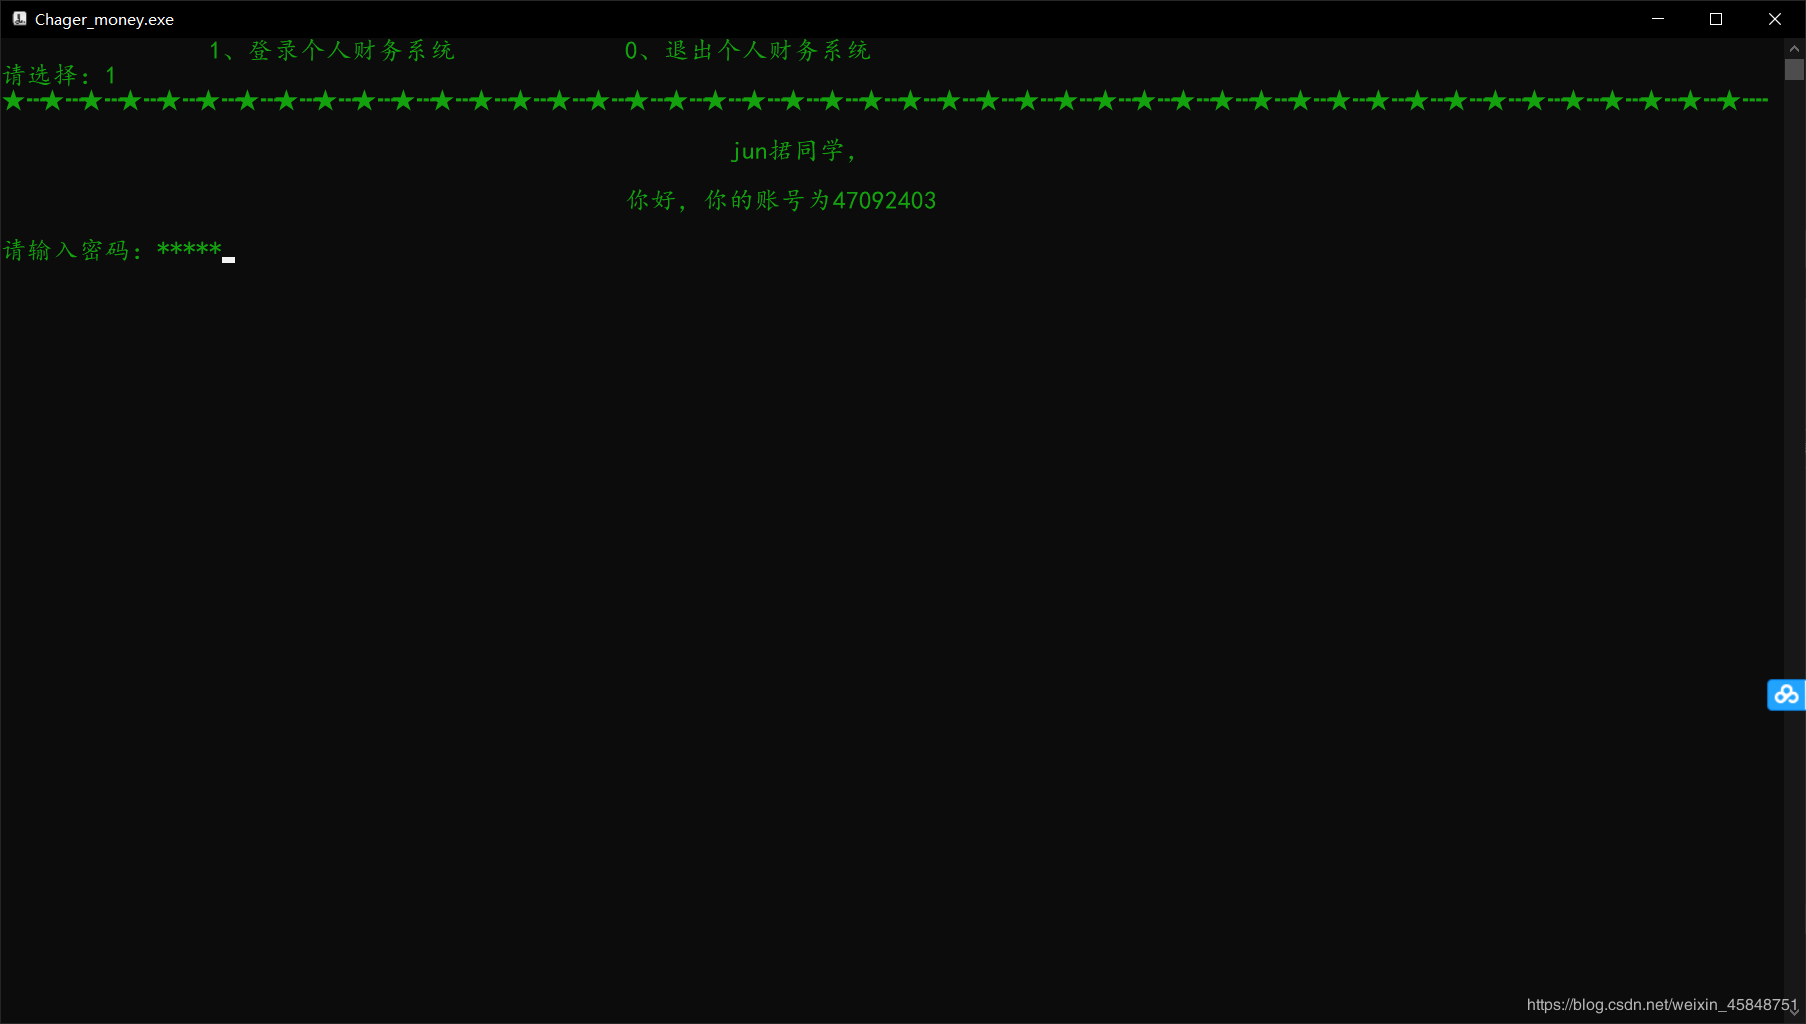 Chager_money.exe
1、登录个人财务系统 0、退出个人财务系统
请选择：1
★---★---★---★---★---★---★---★---★---★---★---★---★---★---★---★---★---★---★---★---★---★---★---★---★---★---★---★---★---★---★---★---★---★---★---★---★---★---★---★---★---★---★---★---★----
jun捃同学，
你好，你的账号为47092403
请输入密码：*****
https://blog.csdn.net/weixin_45848751